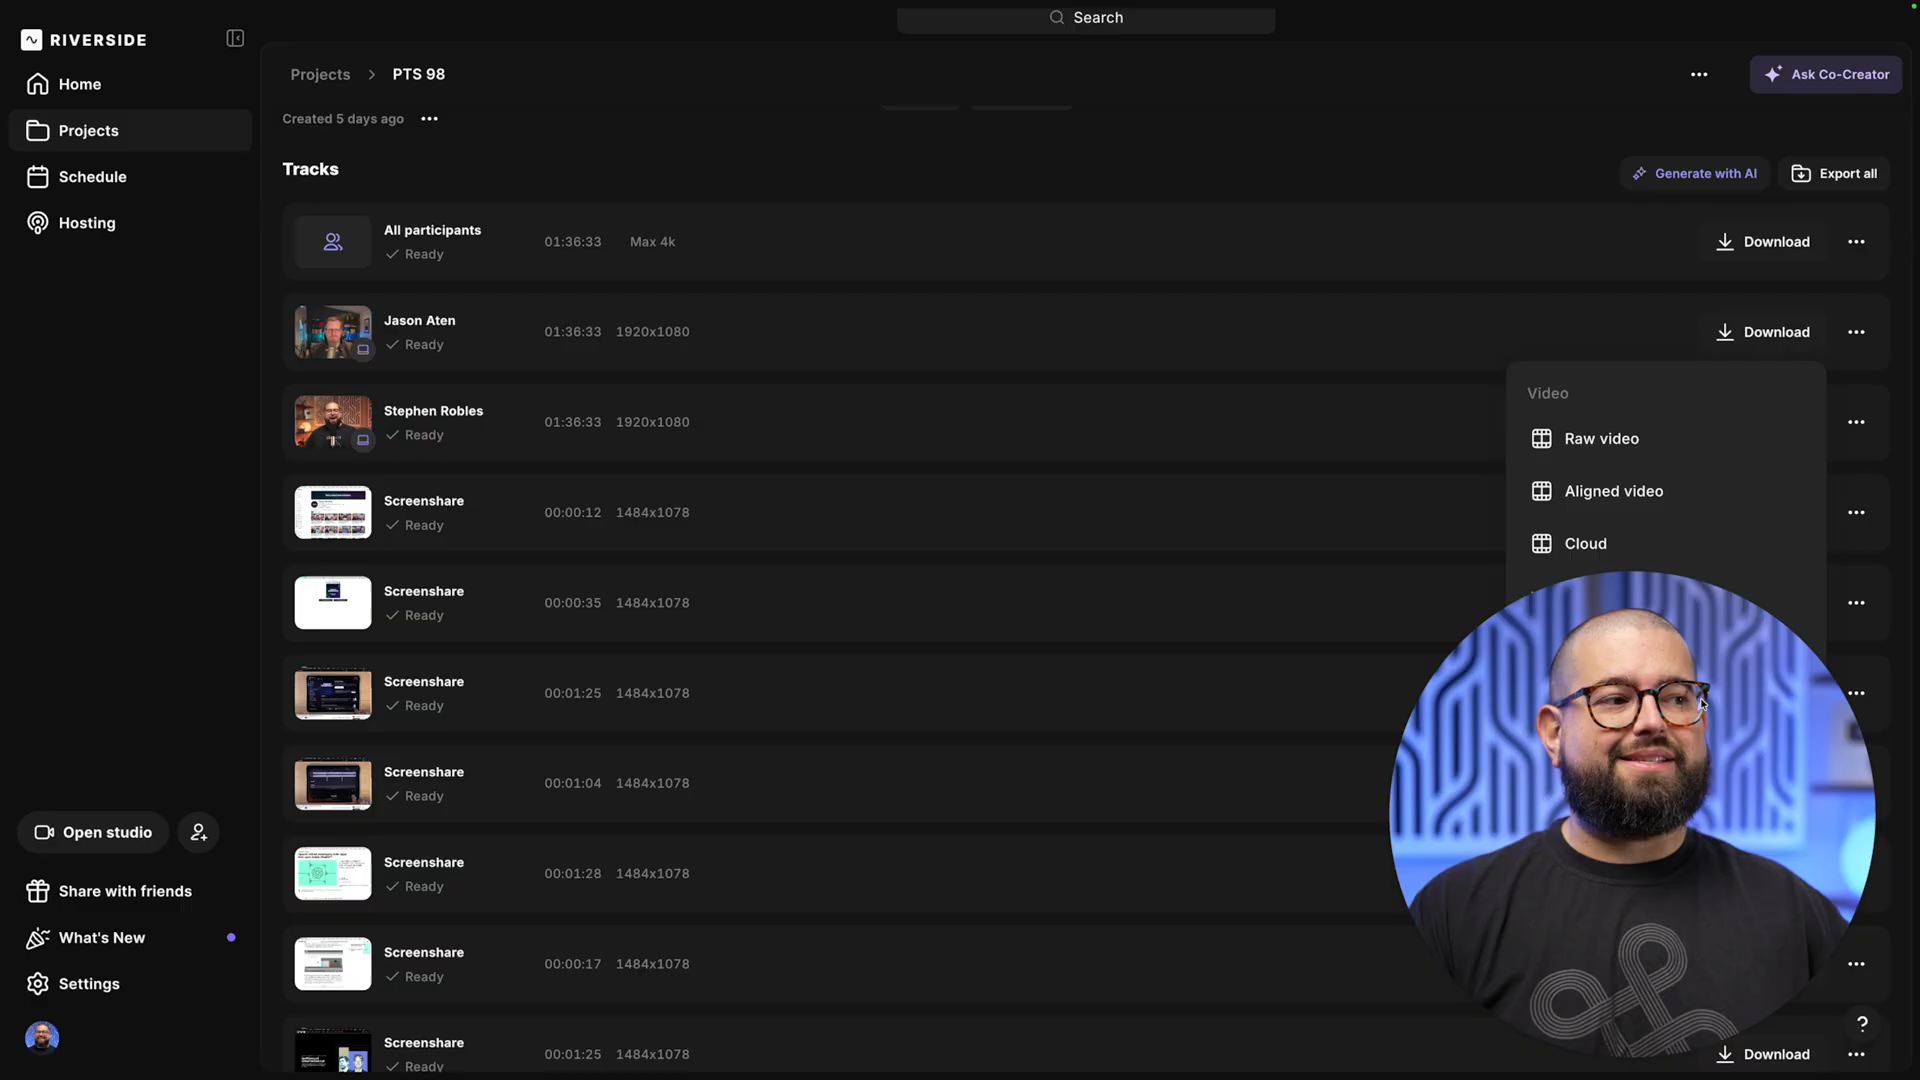 RIVERSIDE
Search
Home
Projects
Schedule
Hosting
Projects > PTS 98
Ask Co-Creator
Created 5 days ago
Tracks
Generate with AI
Export all
All participants
Ready
01:36:33
Max 4k
Download
Jason Aten
Ready
01:36:33
1920x1080
Download
Video
Raw video
Aligned video
Cloud
Stephen Robles
Ready
01:36:33
1920x1080
Screenshare
Ready
00:00:12
1484x1078
Screenshare
Ready
00:00:35
1484x1078
Screenshare
Ready
00:01:25
1484x1078
Screenshare
Ready
00:01:04
1484x1078
Screenshare
Ready
00:01:28
1484x1078
Screenshare
Ready
00:00:17
1484x1078
Screenshare
Ready
00:01:25
1484x1078
Download
Open studio
Share with friends
What's New
Settings
?